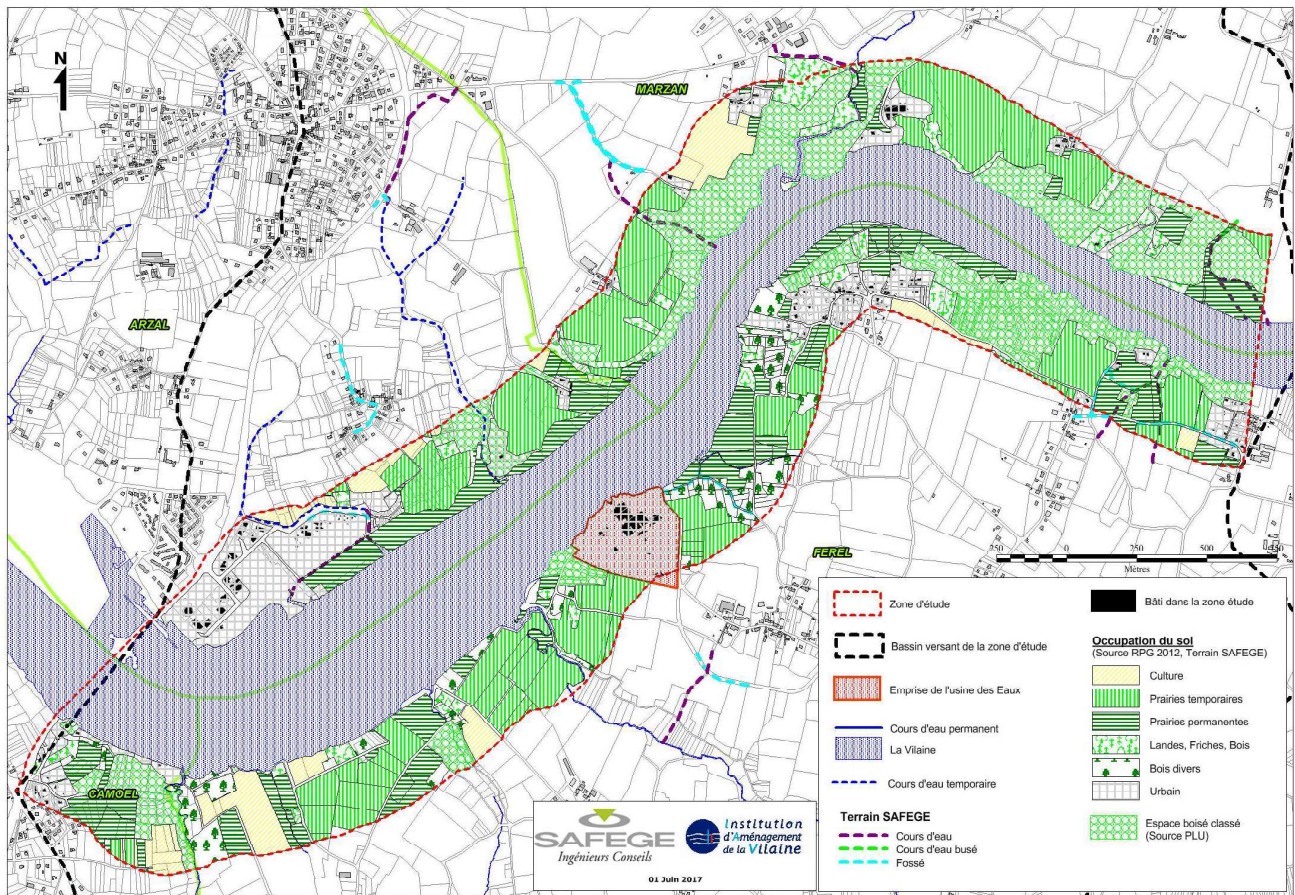 N
MARZAN
ARZAL
FEREL
CAMOEL
250 0 250 500 750
Mètres
Zone d'étude
Bassin versant de la zone d'étude
Emprise de l'usine des Eaux
Cours d'eau permanent
La Vilaine
Cours d'eau temporaire
Terrain SAFEGE
Cours d'eau
Cours d'eau busé
Fossé
Bâti dans la zone étude
Occupation du sol
(Source RPG 2012, Terrain SAFEGE)
Culture
Prairies temporaires
Prairies permanentes
Landes, Friches, Bois
Bois divers
Urbain
Espace boisé classé
(Source PLU)
SAFEGE
Ingénieurs Conseils
Institution
d'Aménagement
de la Vilaine
01 Juin 2017